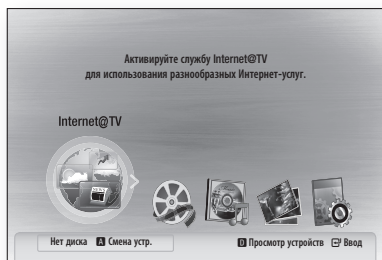 Активируйте службу Internet@TV
для использования разнообразных Интернет-услуг.
Internet@TV
Нет диска A Смена устр. D Просмотр устройств Ввод